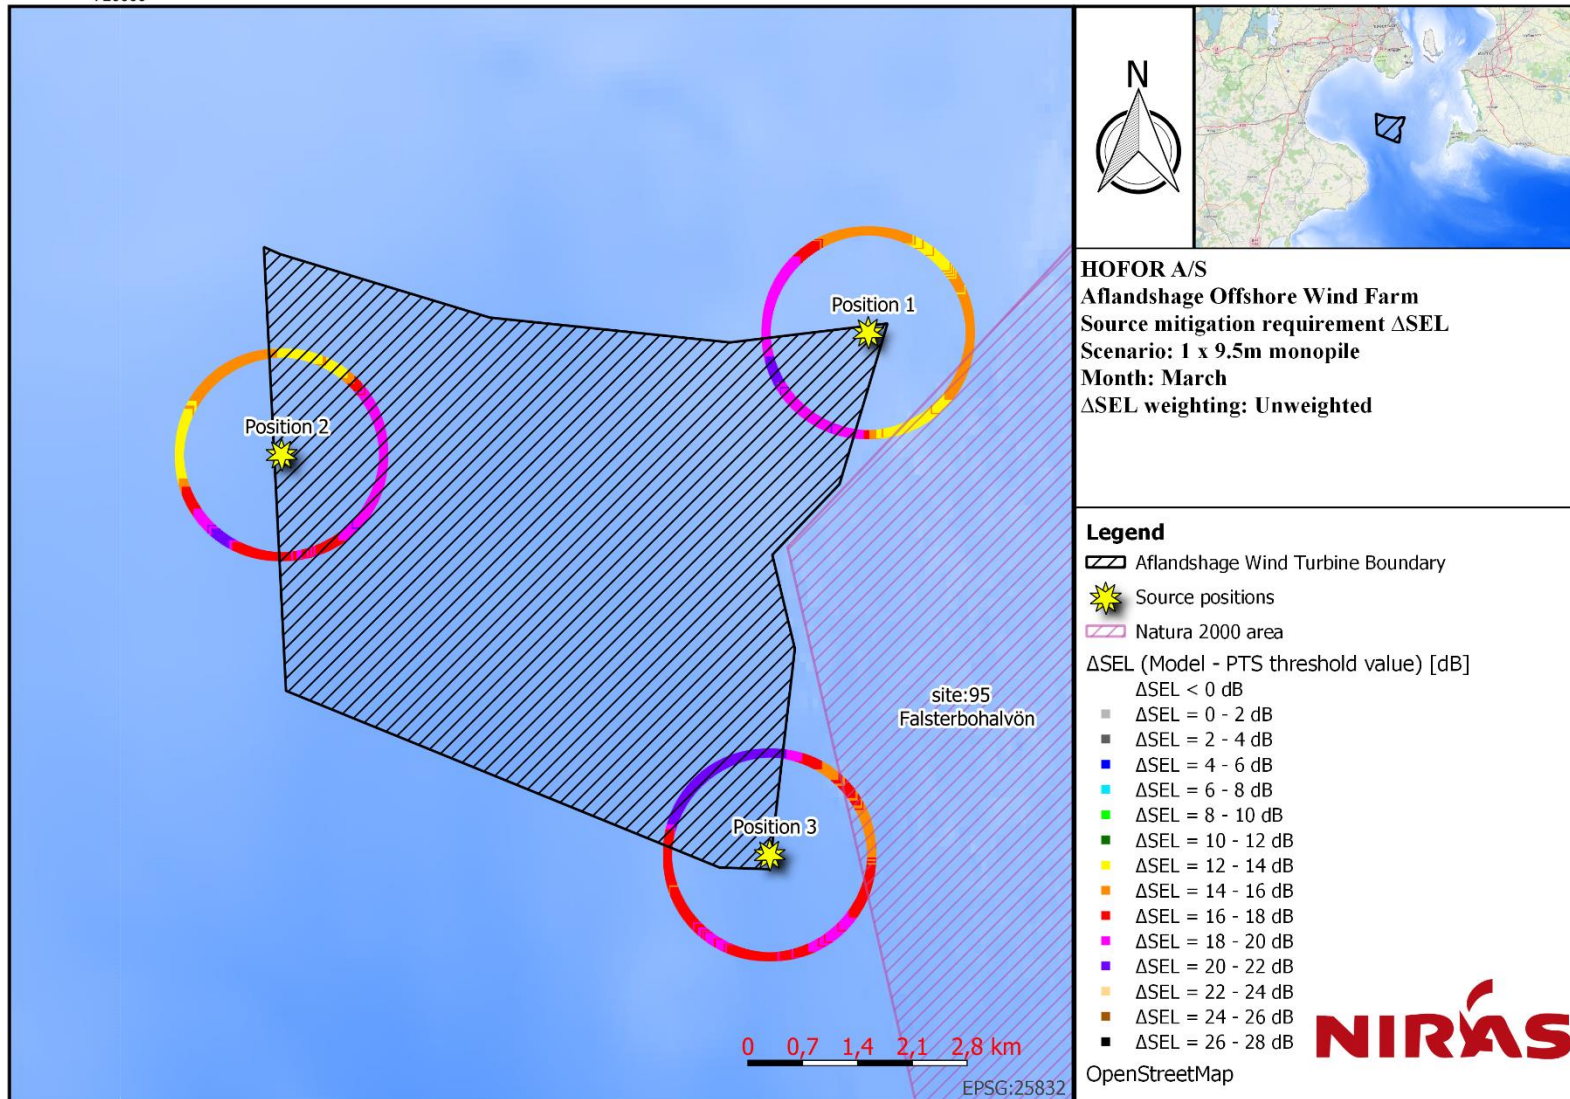 N
HOFOR A/S
Aflandshage Offshore Wind Farm
Source mitigation requirement ΔSEL
Scenario: 1 x 9.5m monopile
Month: March
ΔSEL weighting: Unweighted
Position 1
Position 2
Position 3
site:95
Falsterbohalvön
0 0,7 1,4 2,1 2,8 km
EPSG:25832
Legend
Aflandshage Wind Turbine Boundary
Source positions
Natura 2000 area
ΔSEL (Model - PTS threshold value) [dB]
ΔSEL < 0 dB
ΔSEL = 0 - 2 dB
ΔSEL = 2 - 4 dB
ΔSEL = 4 - 6 dB
ΔSEL = 6 - 8 dB
ΔSEL = 8 - 10 dB
ΔSEL = 10 - 12 dB
ΔSEL = 12 - 14 dB
ΔSEL = 14 - 16 dB
ΔSEL = 16 - 18 dB
ΔSEL = 18 - 20 dB
ΔSEL = 20 - 22 dB
ΔSEL = 22 - 24 dB
ΔSEL = 24 - 26 dB
ΔSEL = 26 - 28 dB
OpenStreetMap
NIRAS